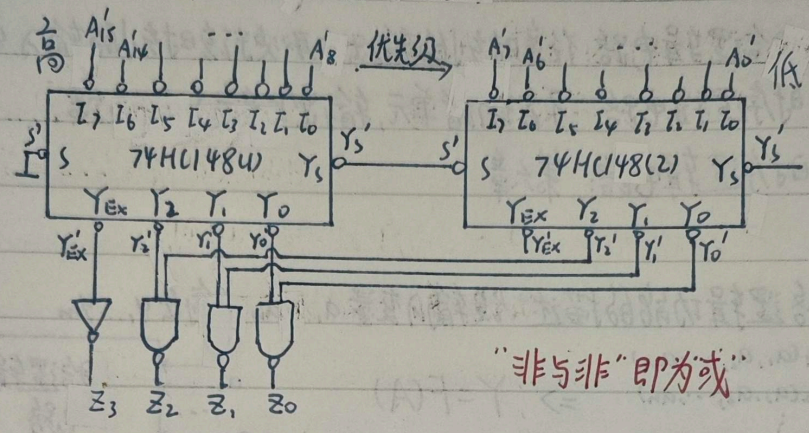 高 A'15 A'14 ... A'8 优先级 A'7 A'6 ... A'0 低
I7 I6 I5 I4 I3 I2 I1 I0 I7 I6 I5 I4 I3 I2 I1 I0
S' S 74HC148(1) YS Y'S S' S 74HC148(2) YS Y'S
YEX Y2 Y1 Y0 YEX Y2 Y1 Y0
Y'EX Y'2 Y'1 Y'0 Y'EX Y'2 Y'1 Y'0
"非与非"即为"或"
Z3 Z2 Z1 Z0